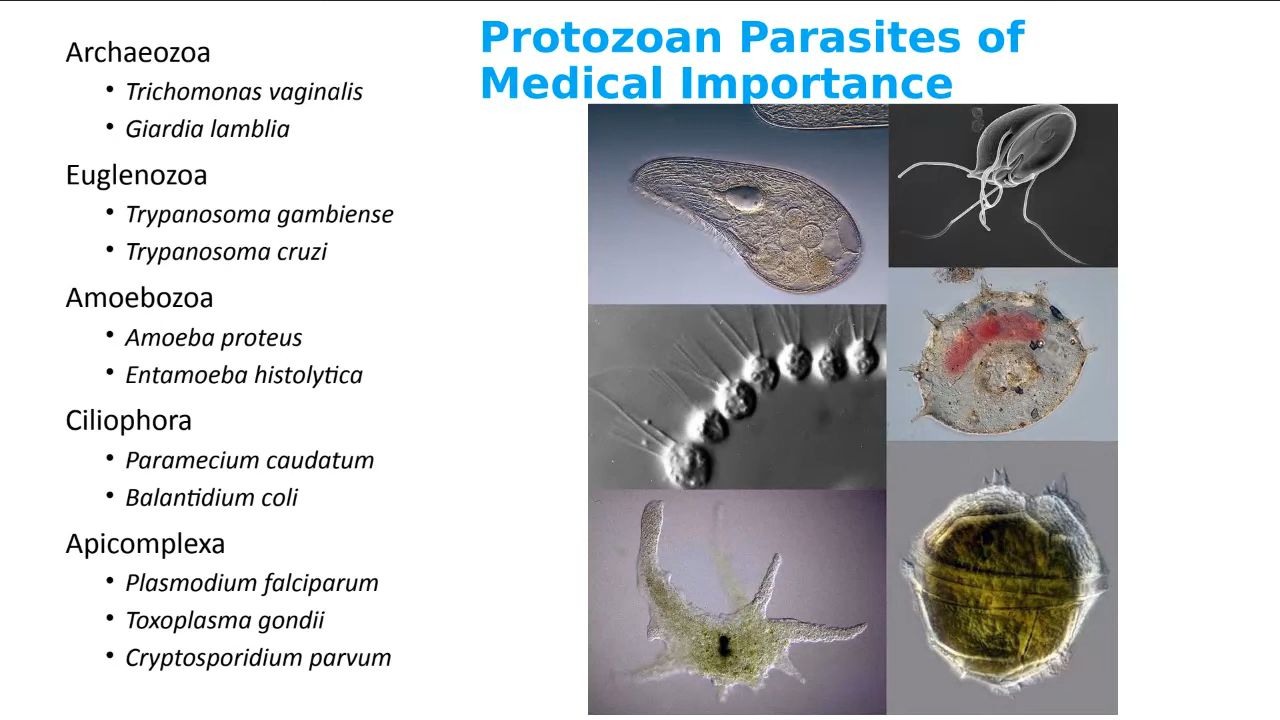 Protozoan Parasites of
Medical Importance
Archaeozoa
• Trichomonas vaginalis
• Giardia lamblia
Euglenozoa
• Trypanosoma gambiense
• Trypanosoma cruzi
Amoebozoa
• Amoeba proteus
• Entamoeba histolytica
Ciliophora
• Paramecium caudatum
• Balantidium coli
Apicomplexa
• Plasmodium falciparum
• Toxoplasma gondii
• Cryptosporidium parvum